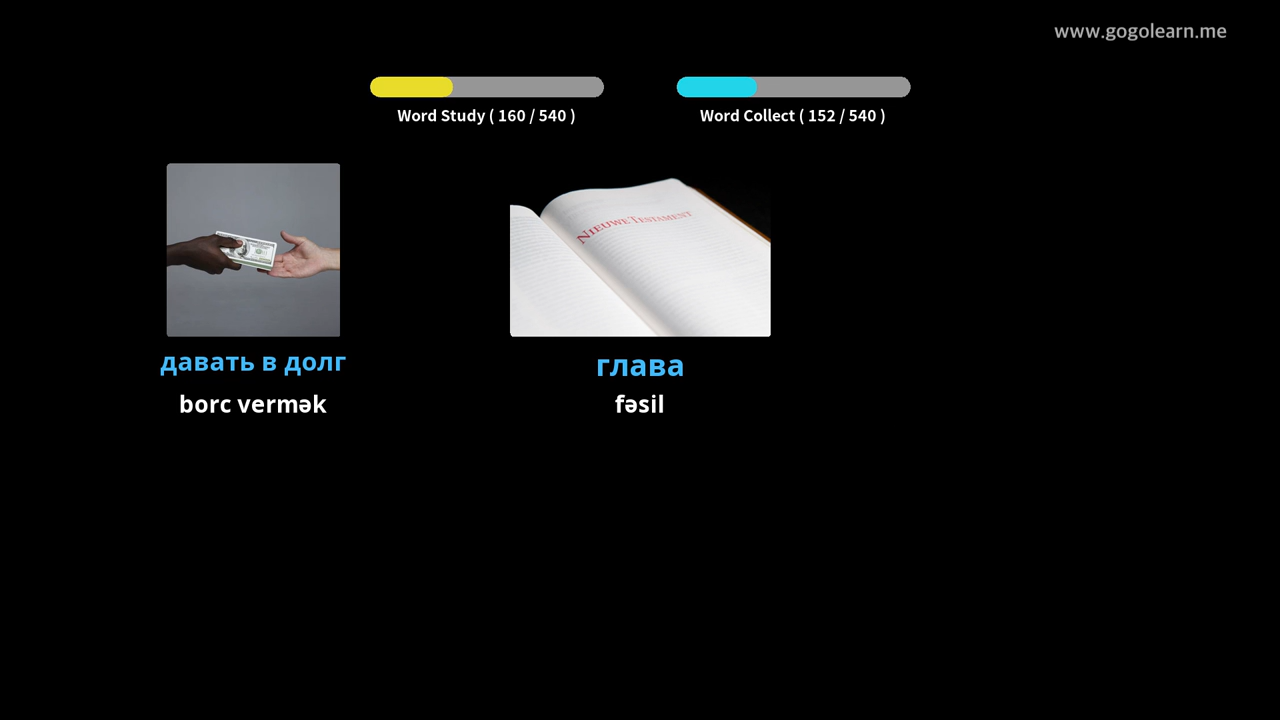 www.gogolearn.me
Word Study ( 160 / 540 )
Word Collect ( 152 / 540 )
NIEUWE TESTAMENT
давать в долг
borc vermək
глава
fəsil